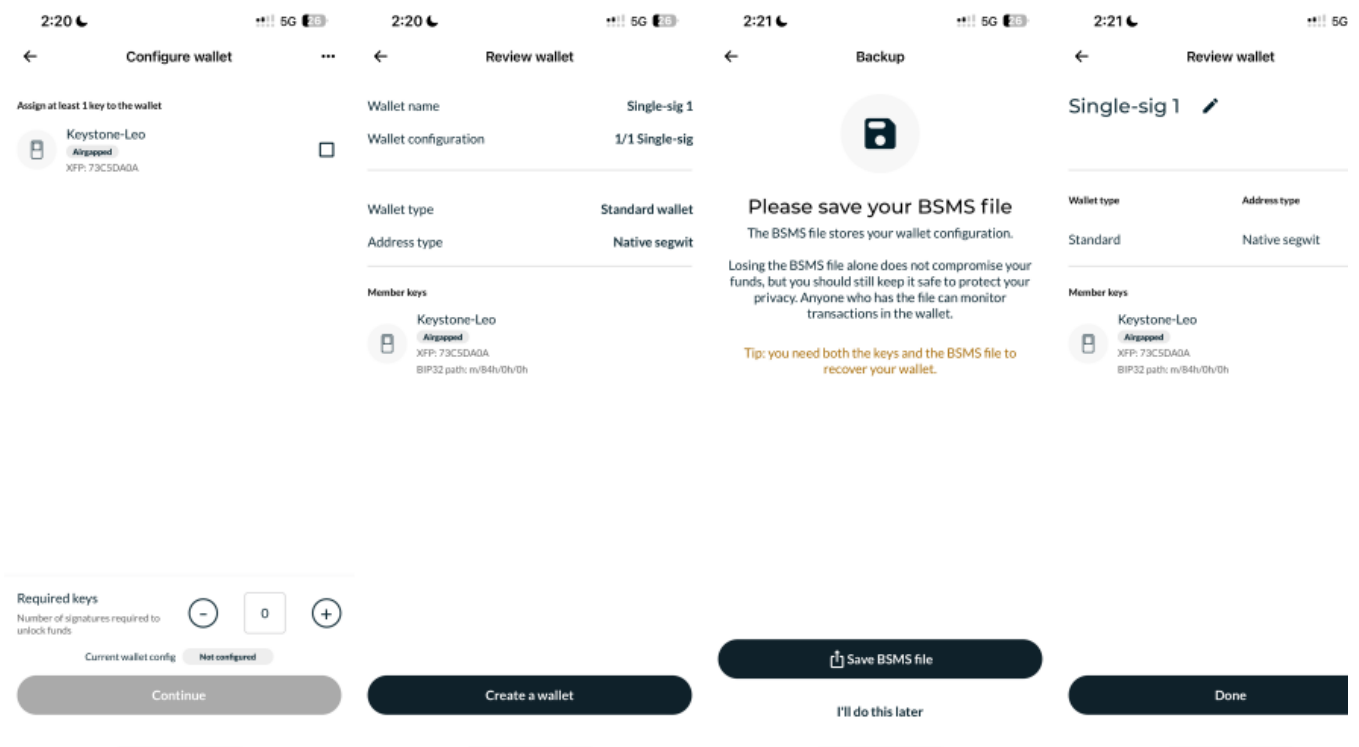 2:20
5G 26
Configure wallet
Assign at least 1 key to the wallet
Keystone-Leo
Airgapped
XFP: 73C5DA0A
Required keys
Number of signatures required to
unlock funds
-
0
+
Current wallet config Not configured
Continue
2:20
5G 26
Review wallet
Wallet name Single-sig 1
Wallet configuration 1/1 Single-sig
Wallet type Standard wallet
Address type Native segwit
Member keys
Keystone-Leo
Airgapped
XFP: 73C5DA0A
BIP32 path: m/84h/0h/0h
Create a wallet
2:21
5G 26
Backup
Please save your BSMS file
The BSMS file stores your wallet configuration.
Losing the BSMS file alone does not compromise your
funds, but you should still keep it safe to protect your
privacy. Anyone who has the file can monitor
transactions in the wallet.
Tip: you need both the keys and the BSMS file to
recover your wallet.
Save BSMS file
I'll do this later
2:21
5G
Review wallet
Single-sig 1
Wallet type Address type
Standard Native segwit
Member keys
Keystone-Leo
Airgapped
XFP: 73C5DA0A
BIP32 path: m/84h/0h/0h
Done